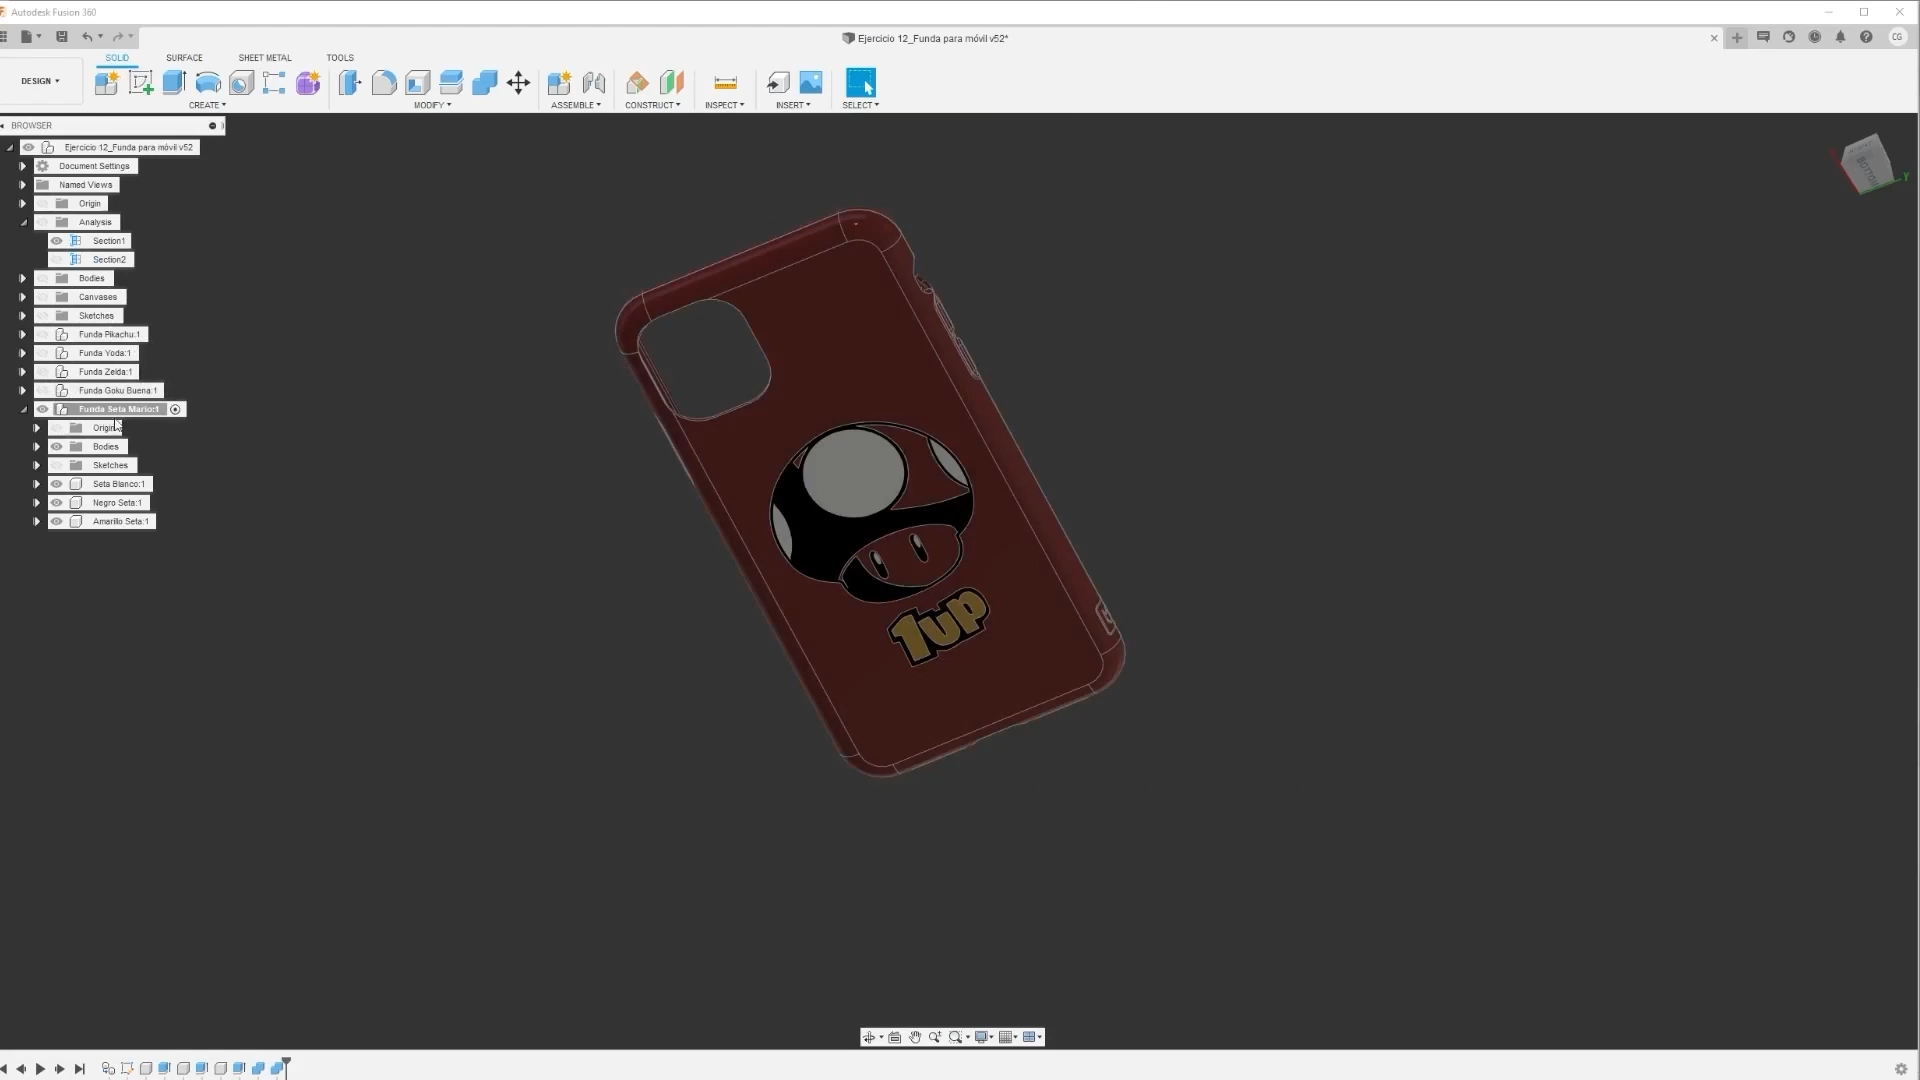 Autodesk Fusion 360
Ejercicio 12_Funda para móvil v52*
CG
SOLID
SURFACE
SHEET METAL
TOOLS
DESIGN
CREATE
MODIFY
ASSEMBLE
CONSTRUCT
INSPECT
INSERT
SELECT
BROWSER
Ejercicio 12_Funda para móvil v52
Document Settings
Named Views
Origin
Analysis
Section1
Section2
Bodies
Canvases
Sketches
Funda Pikachu:1
Funda Yoda:1
Funda Zelda:1
Funda Goku Buena:1
Funda Seta Mario:1
Origin
Bodies
Sketches
Seta Blanco:1
Negro Seta:1
Amarillo Seta:1
BOTTOM
Y
1up